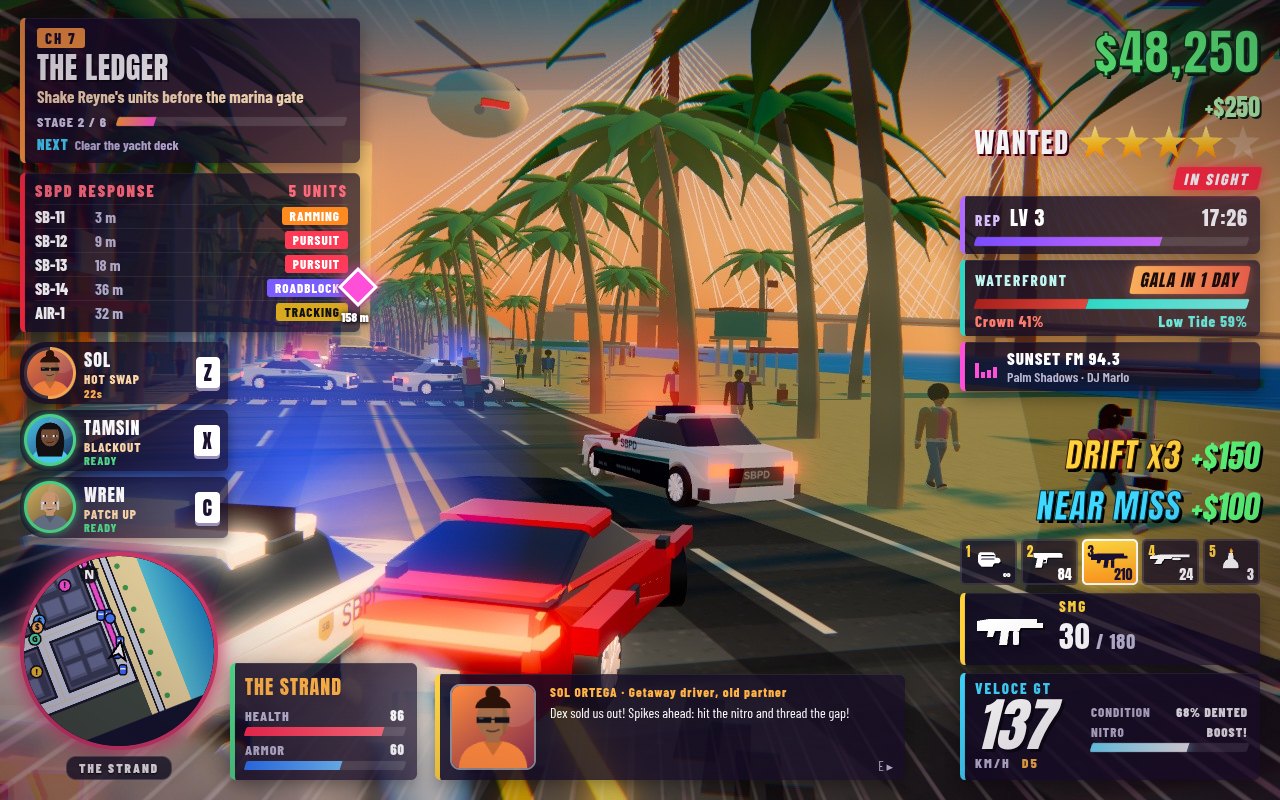 CH 7
THE LEDGER
Shake Reyne's units before the marina gate
STAGE 2 / 6
NEXT Clear the yacht deck
SBPD RESPONSE 5 UNITS
SB-11 3 m RAMMING
SB-12 9 m PURSUIT
SB-13 18 m PURSUIT
SB-14 36 m ROADBLOCK
AIR-1 32 m TRACKING
158 m
SOL
HOT SWAP
22s
Z
TAMSIN
BLACKOUT
READY
X
WREN
PATCH UP
READY
C
N
THE STRAND
THE STRAND
HEALTH 86
ARMOR 60
SOL ORTEGA · Getaway driver, old partner
Dex sold us out! Spikes ahead: hit the nitro and thread the gap!
E ▸
SBPD
SBPD
SBPD
$48,250
+$250
WANTED
IN SIGHT
REP LV 3 17:26
WATERFRONT GALA IN 1 DAY
Crown 41% Low Tide 59%
SUNSET FM 94.3
Palm Shadows · DJ Marlo
DRIFT x3 +$150
NEAR MISS +$100
1 ∞
2 84
3 210
4 24
5 3
SMG
30 / 180
VELOCE GT
137
KM/H D5
CONDITION 68% DENTED
NITRO BOOST!